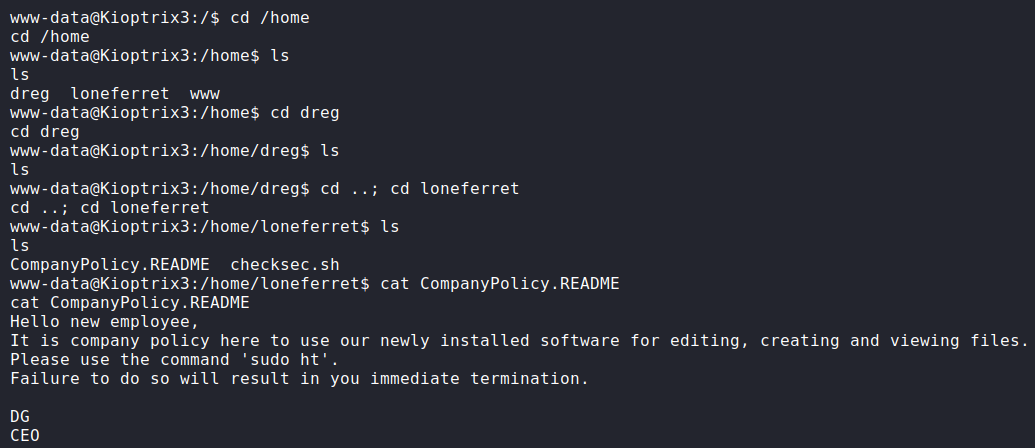 www-data@Kioptrix3:/$ cd /home
cd /home
www-data@Kioptrix3:/home$ ls
ls
dreg  loneferret  www
www-data@Kioptrix3:/home$ cd dreg
cd dreg
www-data@Kioptrix3:/home/dreg$ ls
ls
www-data@Kioptrix3:/home/dreg$ cd ..; cd loneferret
cd ..; cd loneferret
www-data@Kioptrix3:/home/loneferret$ ls
ls
CompanyPolicy.README  checksec.sh
www-data@Kioptrix3:/home/loneferret$ cat CompanyPolicy.README
cat CompanyPolicy.README
Hello new employee,
It is company policy here to use our newly installed software for editing, creating and viewing files.
Please use the command 'sudo ht'.
Failure to do so will result in you immediate termination.

DG
CEO